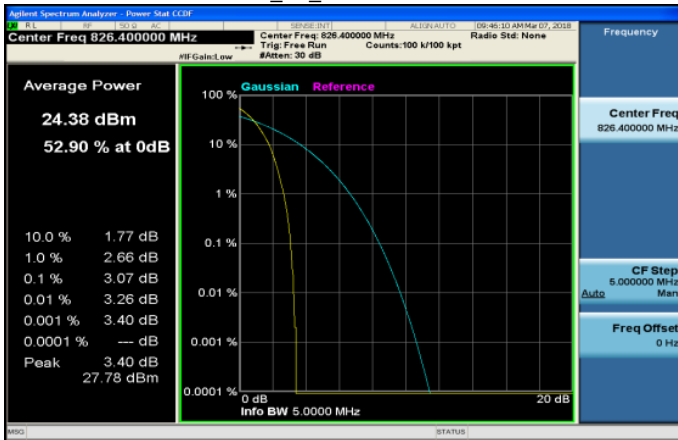 Agilent Spectrum Analyzer - Power Stat CCDF
RL RF 50 Ω AC SENSE:INT ALIGN AUTO 09:46:10 AM Mar 07, 2018
Center Freq 826.400000 MHz
Center Freq: 826.400000 MHz Radio Std: None
Trig: Free Run Counts:100 k/100 kpt
#IFGain:Low #Atten: 30 dB
Frequency
Average Power
24.38 dBm
52.90 % at 0dB
10.0 % 1.77 dB
1.0 % 2.66 dB
0.1 % 3.07 dB
0.01 % 3.26 dB
0.001 % 3.40 dB
0.0001 % --- dB
Peak 3.40 dB
27.78 dBm
Gaussian Reference
100 %
10 %
1 %
0.1 %
0.01 %
0.001 %
0.0001 %
0 dB 20 dB
Info BW 5.0000 MHz
Center Freq
826.400000 MHz
CF Step
5.000000 MHz
Auto Man
Freq Offset
0 Hz
MSG STATUS